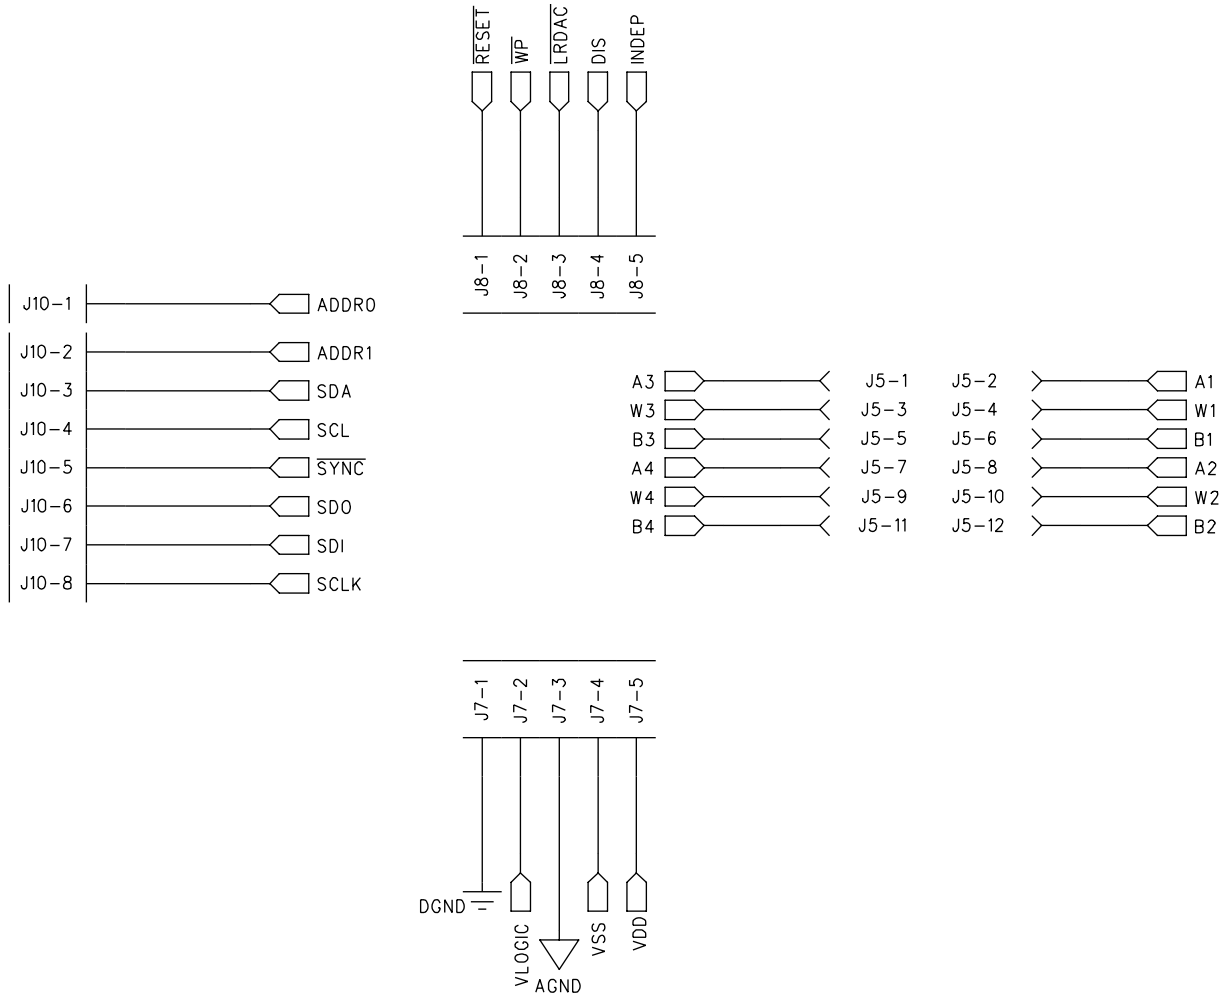 RESET WP LRDAC DIS INDEP
J8-1 J8-2 J8-3 J8-4 J8-5
J10-1 ADDR0
J10-2 ADDR1
J10-3 SDA
J10-4 SCL
J10-5 SYNC
J10-6 SDO
J10-7 SDI
J10-8 SCLK
A3 J5-1 J5-2 A1
W3 J5-3 J5-4 W1
B3 J5-5 J5-6 B1
A4 J5-7 J5-8 A2
W4 J5-9 J5-10 W2
B4 J5-11 J5-12 B2
J7-1 J7-2 J7-3 J7-4 J7-5
DGND VLOGIC AGND VSS VDD